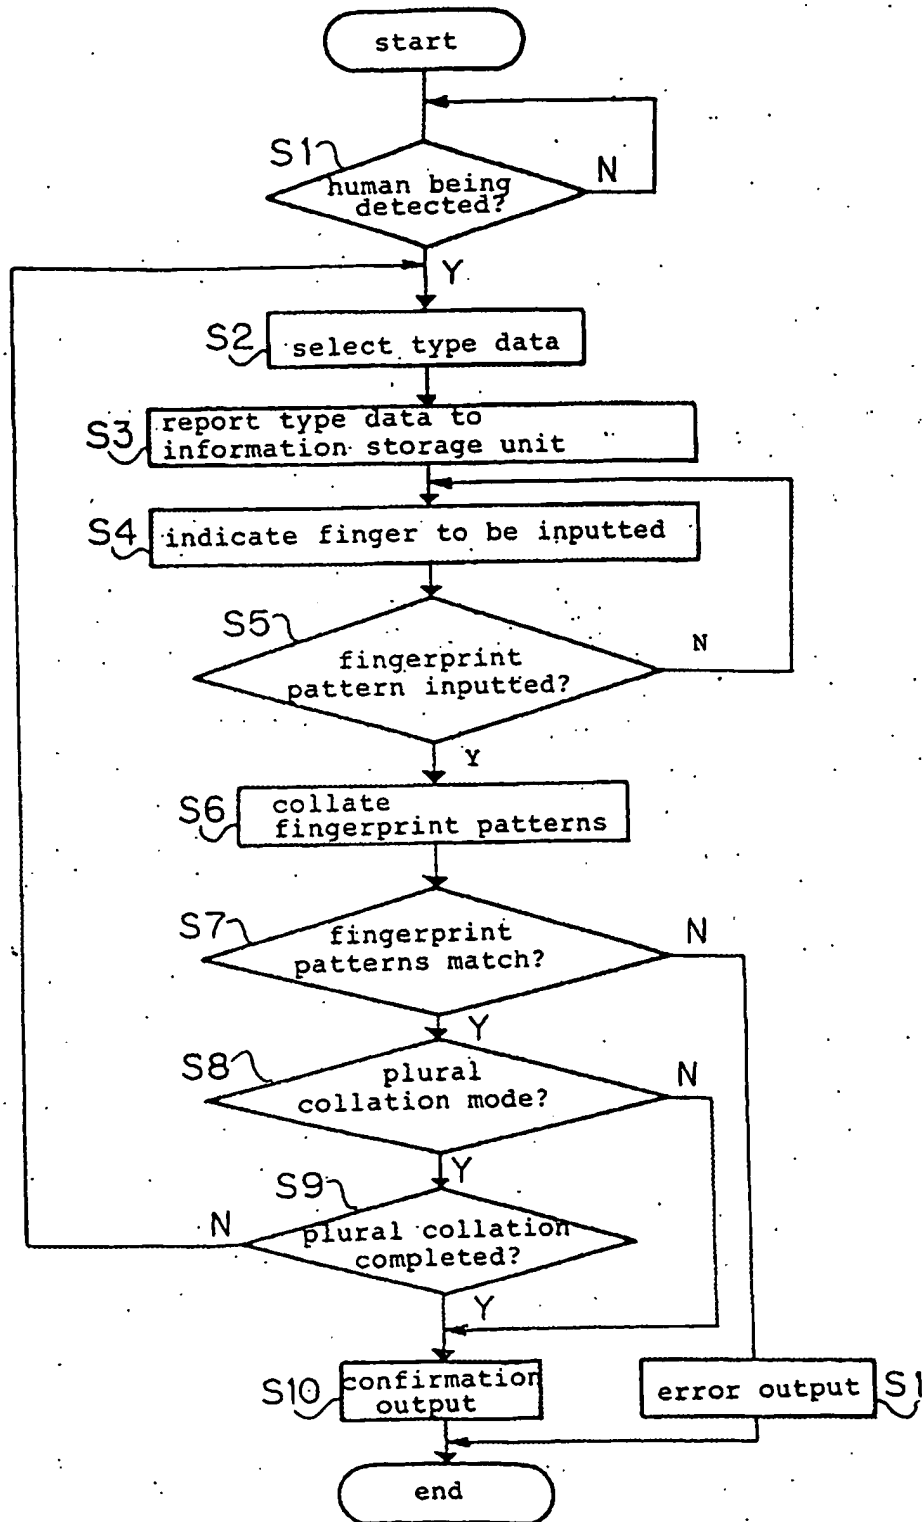 start
S1
human being
detected?
N
Y
S2
select type data
S3
report type data to
information storage unit
S4
indicate finger to be inputted
S5
fingerprint
pattern inputted?
N
Y
S6
collate
fingerprint patterns
S7
fingerprint
patterns match?
N
Y
S8
plural
collation mode?
N
Y
S9
plural collation
completed?
N
Y
S10
confirmation
output
error output
S1
end